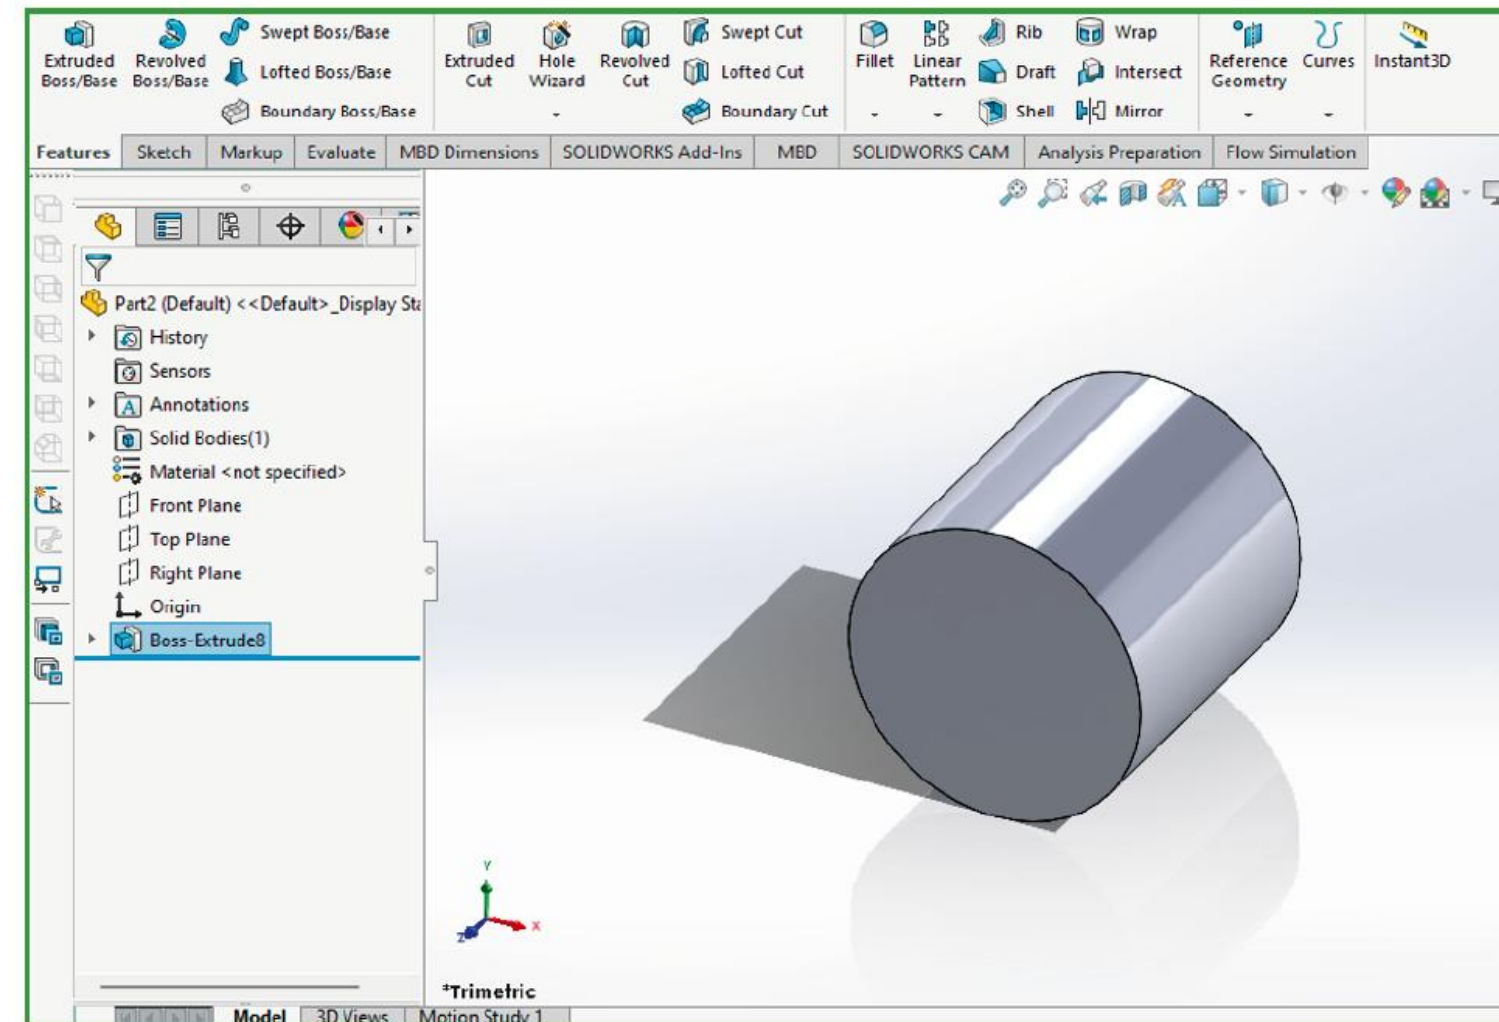 Extruded Boss/Base
Revolved Boss/Base
Swept Boss/Base
Lofted Boss/Base
Boundary Boss/Base
Extruded Cut
Hole Wizard
Revolved Cut
Swept Cut
Lofted Cut
Boundary Cut
Fillet
Linear Pattern
Rib
Draft
Shell
Wrap
Intersect
Mirror
Reference Geometry
Curves
Instant3D
Features Sketch Markup Evaluate MBD Dimensions SOLIDWORKS Add-Ins MBD SOLIDWORKS CAM Analysis Preparation Flow Simulation
Part2 (Default) <<Default>_Display Sta
History
Sensors
Annotations
Solid Bodies(1)
Material <not specified>
Front Plane
Top Plane
Right Plane
Origin
Boss-Extrude8
Y
X
Z
*Trimetric
Model 3D Views Motion Study 1